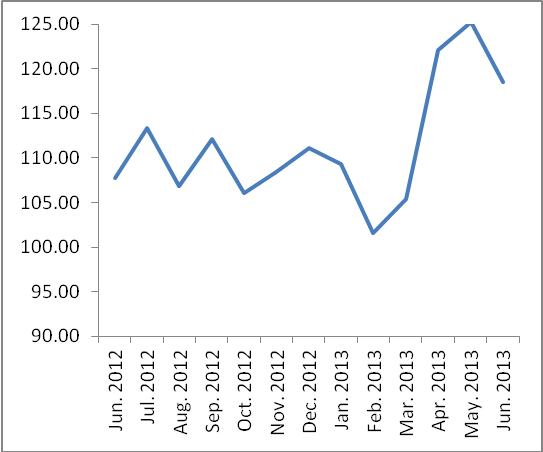 125.00
120.00
115.00
110.00
105.00
100.00
95.00
90.00
Jun. 2012
Jul. 2012
Aug. 2012
Sep. 2012
Oct. 2012
Nov. 2012
Dec. 2012
Jan. 2013
Feb. 2013
Mar. 2013
Apr. 2013
May. 2013
Jun. 2013